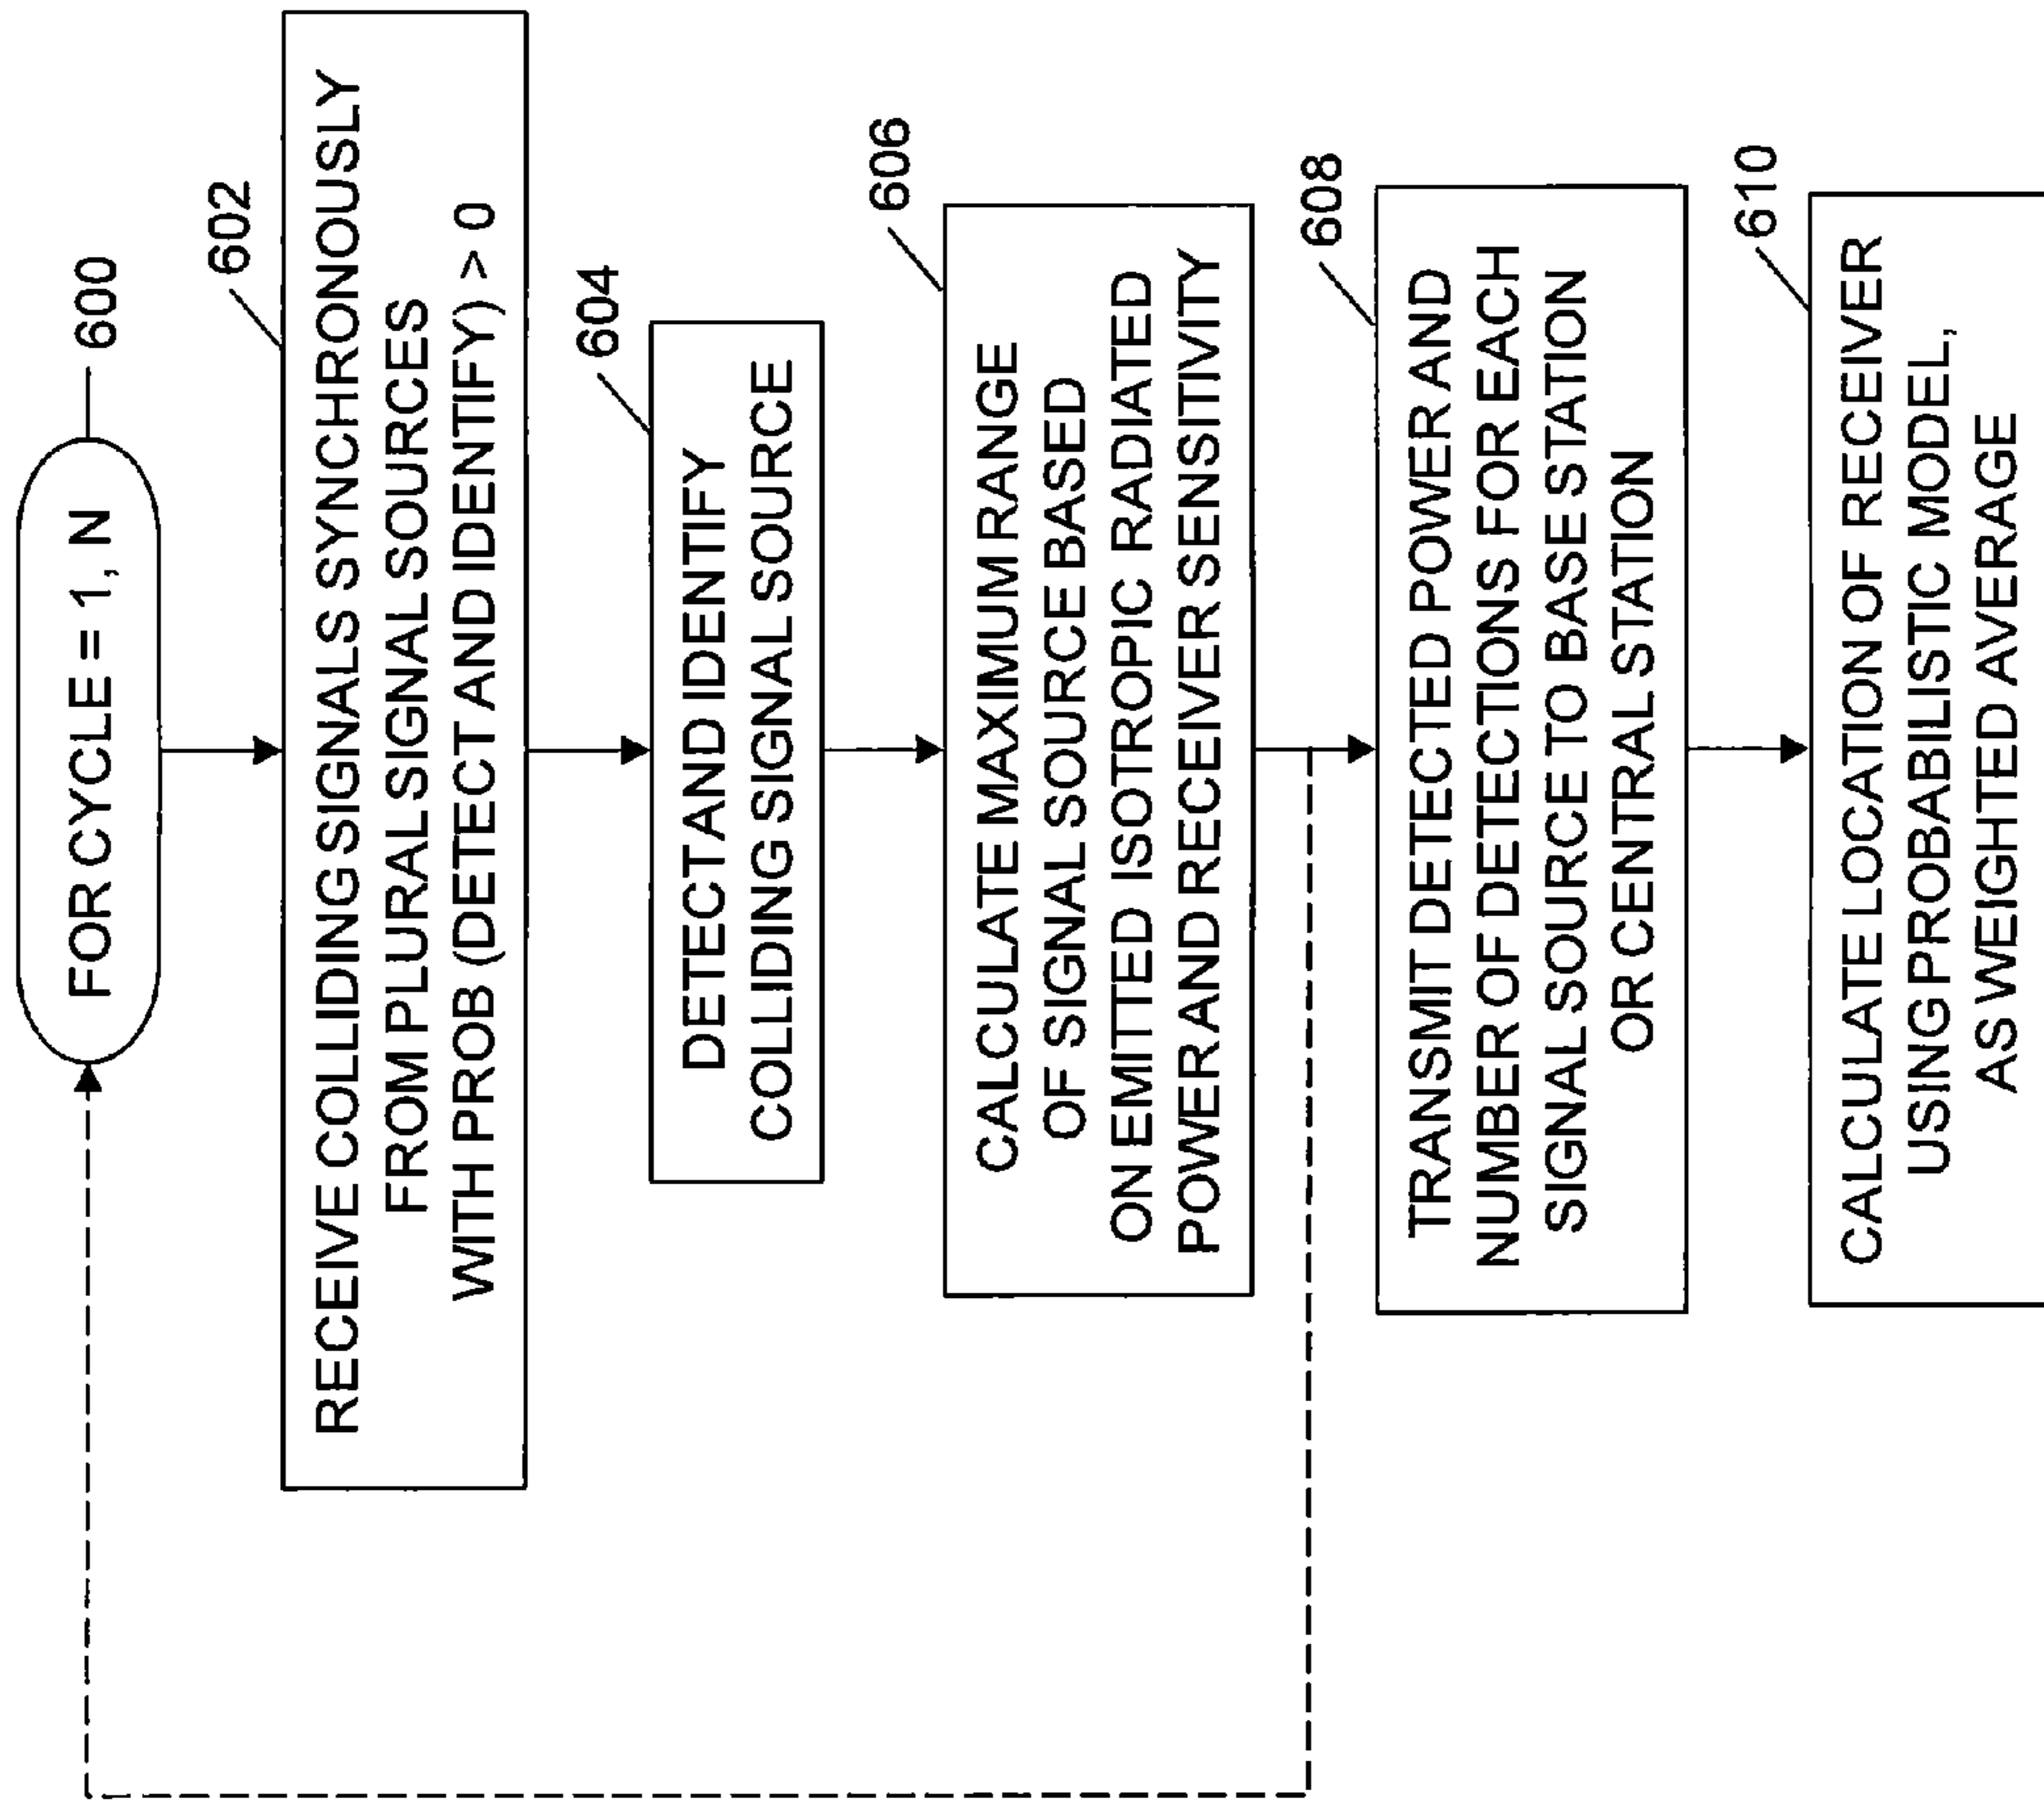 FOR CYCLE = 1, N
600
602
RECEIVE COLLIDING SIGNALS SYNCHRONOUSLY
FROM PLURAL SIGNAL SOURCES
WITH PROB (DETECT AND IDENTIFY) > 0
604
DETECT AND IDENTIFY
COLLIDING SIGNAL SOURCE
606
CALCULATE MAXIMUM RANGE
OF SIGNAL SOURCE BASED
ON EMITTED ISOTROPIC RADIATED
POWER AND RECEIVER SENSITIVITY
608
TRANSMIT DETECTED POWER AND
NUMBER OF DETECTIONS FOR EACH
SIGNAL SOURCE TO BASE STATION
OR CENTRAL STATION
610
CALCULATE LOCATION OF RECEIVER
USING PROBABILISTIC MODEL,
AS WEIGHTED AVERAGE